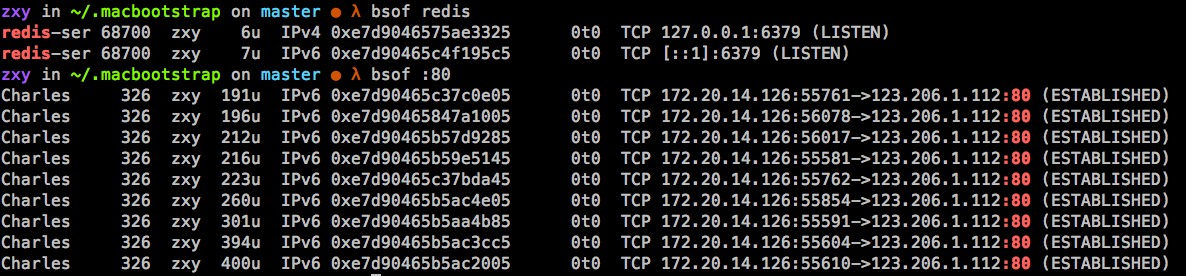 zxy in ~/.macbootstrap on master ● λ bsof redis
redis-ser 68700 zxy 6u IPv4 0xe7d9046575ae3325 0t0 TCP 127.0.0.1:6379 (LISTEN)
redis-ser 68700 zxy 7u IPv6 0xe7d90465c4f195c5 0t0 TCP [::1]:6379 (LISTEN)
zxy in ~/.macbootstrap on master ● λ bsof :80
Charles 326 zxy 191u IPv6 0xe7d90465c37c0e05 0t0 TCP 172.20.14.126:55761->123.206.1.112:80 (ESTABLISHED)
Charles 326 zxy 196u IPv6 0xe7d90465847a1005 0t0 TCP 172.20.14.126:56078->123.206.1.112:80 (ESTABLISHED)
Charles 326 zxy 212u IPv6 0xe7d90465b57d9285 0t0 TCP 172.20.14.126:56017->123.206.1.112:80 (ESTABLISHED)
Charles 326 zxy 216u IPv6 0xe7d90465b59e5145 0t0 TCP 172.20.14.126:55581->123.206.1.112:80 (ESTABLISHED)
Charles 326 zxy 223u IPv6 0xe7d90465c37bda45 0t0 TCP 172.20.14.126:55762->123.206.1.112:80 (ESTABLISHED)
Charles 326 zxy 260u IPv6 0xe7d90465b5ac4e05 0t0 TCP 172.20.14.126:55854->123.206.1.112:80 (ESTABLISHED)
Charles 326 zxy 301u IPv6 0xe7d90465b5aa4b85 0t0 TCP 172.20.14.126:55591->123.206.1.112:80 (ESTABLISHED)
Charles 326 zxy 394u IPv6 0xe7d90465b5ac3cc5 0t0 TCP 172.20.14.126:55604->123.206.1.112:80 (ESTABLISHED)
Charles 326 zxy 400u IPv6 0xe7d90465b5ac2005 0t0 TCP 172.20.14.126:55610->123.206.1.112:80 (ESTABLISHED)